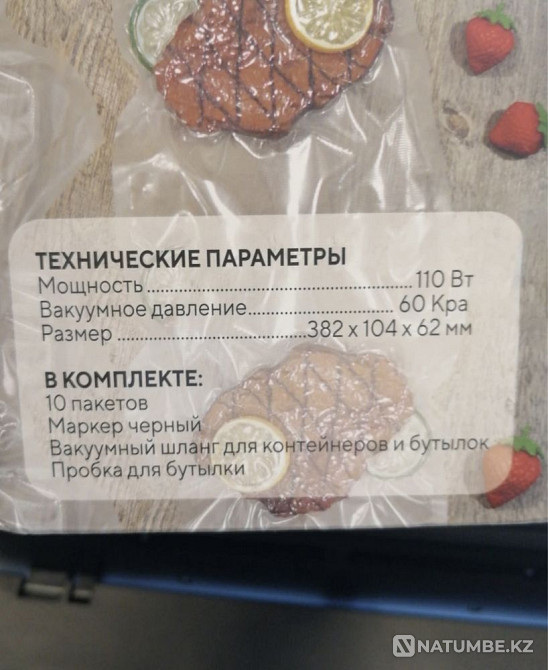 ТЕХНИЧЕСКИЕ ПАРАМЕТРЫ
Мощность.............................................110 Вт
Вакуумное давление......................... 60 Кра
Размер .................................382 х 104 х 62 мм
В КОМПЛЕКТЕ:
10 пакетов
Маркер черный
Вакуумный шланг для контейнеров и бутылок
Пробка для бутылки
NATUMBE.KZ